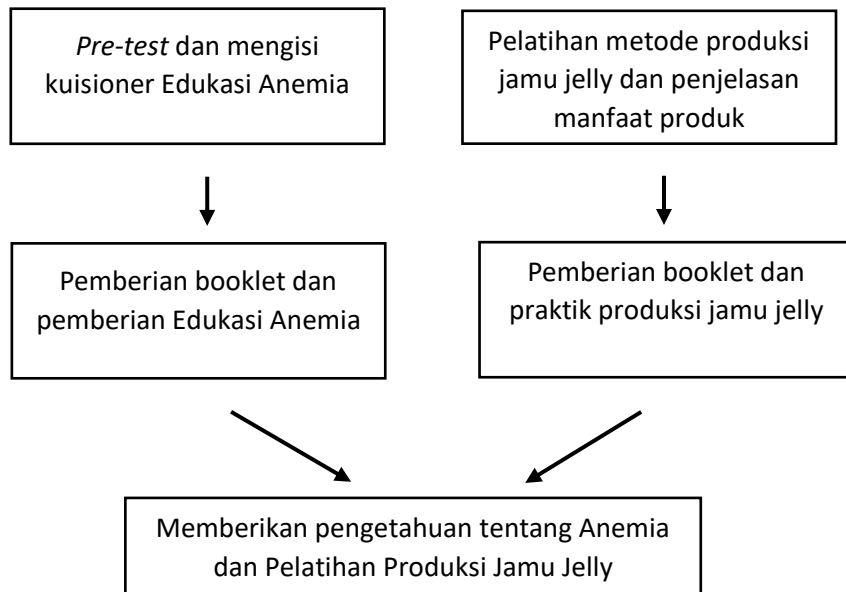 Pre-test dan mengisi
kuisioner Edukasi Anemia
Pelatihan metode produksi
jamu jelly dan penjelasan
manfaat produk
Pemberian booklet dan
pemberian Edukasi Anemia
Pemberian booklet dan
praktik produksi jamu jelly
Memberikan pengetahuan tentang Anemia
dan Pelatihan Produksi Jamu Jelly